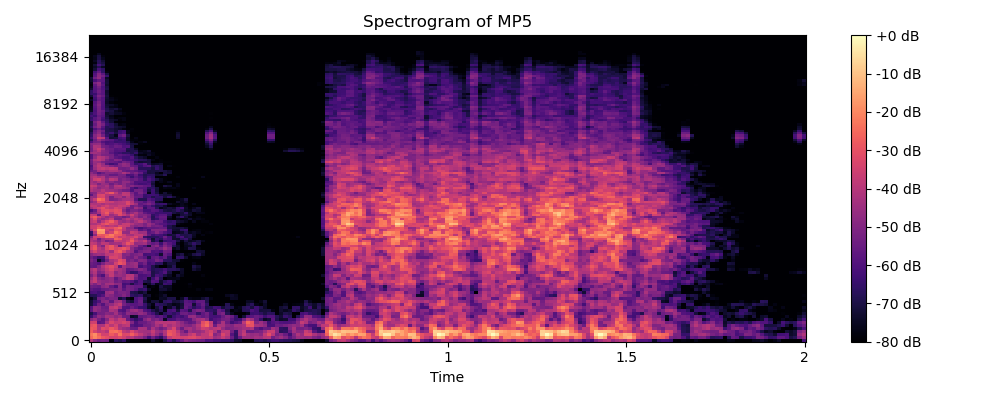 Spectrogram of MP5
Hz
16384
8192
4096
2048
1024
512
0
0
0.5
1
1.5
2
Time
+0 dB
-10 dB
-20 dB
-30 dB
-40 dB
-50 dB
-60 dB
-70 dB
-80 dB